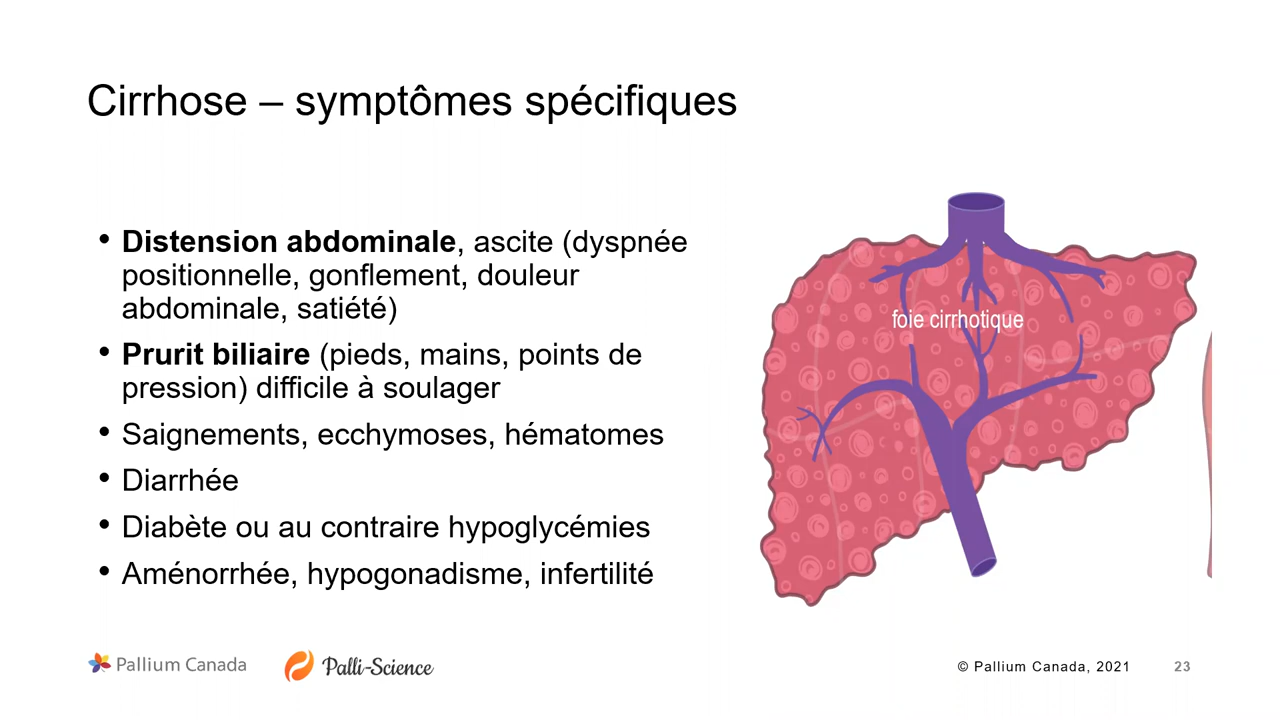 Cirrhose – symptômes spécifiques
• Distension abdominale, ascite (dyspnée
positionnelle, gonflement, douleur
abdominale, satiété)
• Prurit biliaire (pieds, mains, points de
pression) difficile à soulager
• Saignements, ecchymoses, hématomes
• Diarrhée
• Diabète ou au contraire hypoglycémies
• Aménorrhée, hypogonadisme, infertilité
foie cirrhotique
Pallium Canada
Palli-Science
© Pallium Canada, 2021
23